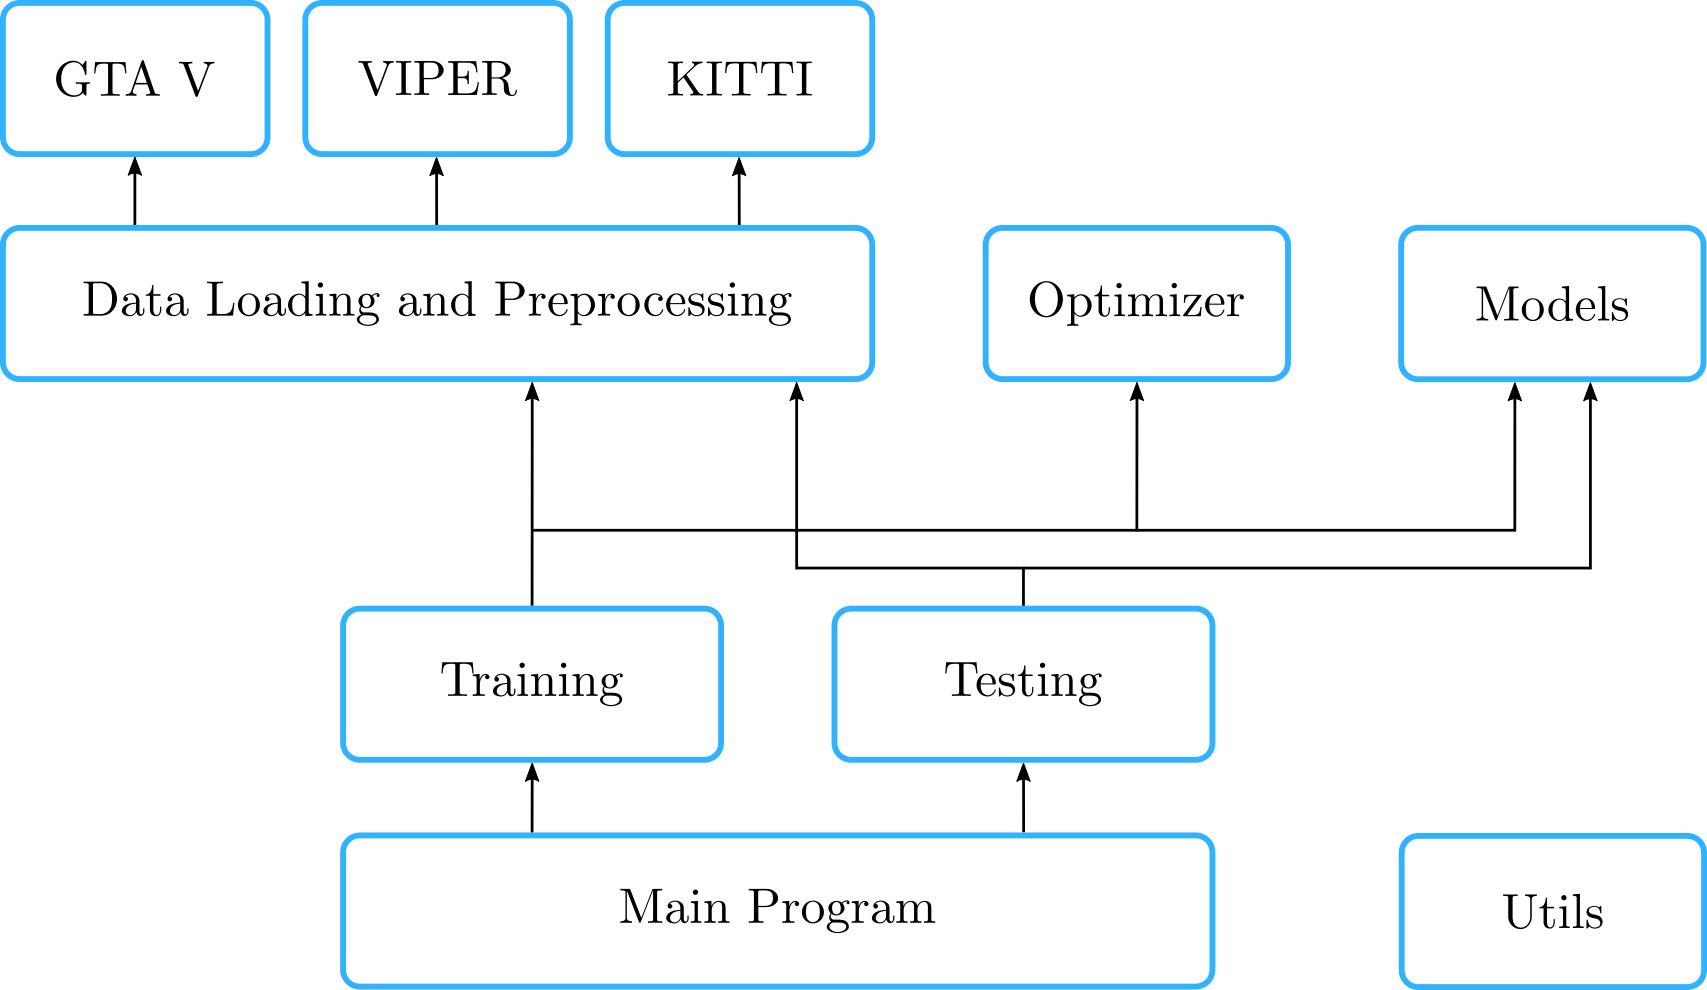 GTA V
VIPER
KITTI
Data Loading and Preprocessing
Optimizer
Models
Training
Testing
Main Program
Utils